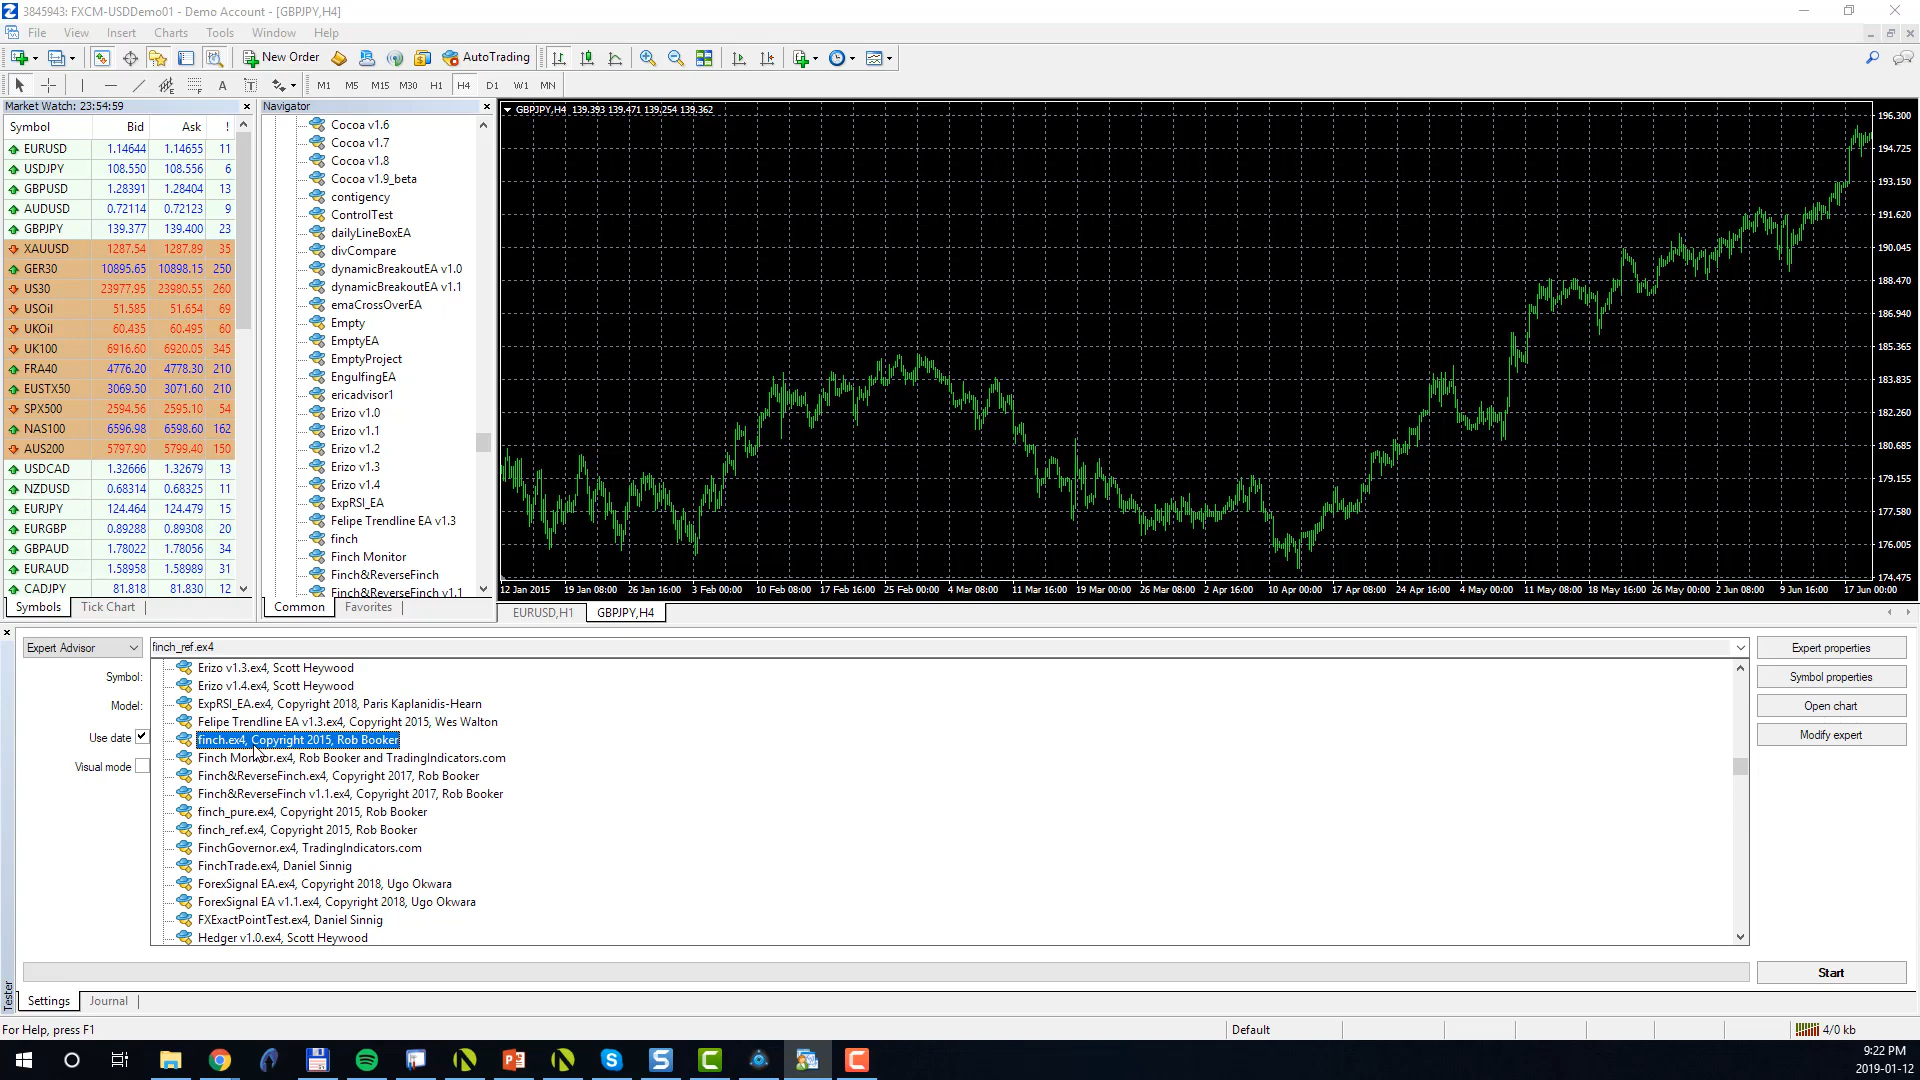 3845943: FXCM-USDDemo01 - Demo Account - [GBPJPY,H4]
File View Insert Charts Tools Window Help
New Order AutoTrading
A T M1 M5 M15 M30 H1 H4 D1 W1 MN
Market Watch: 23:54:59
Symbol Bid Ask !
EURUSD 1.14644 1.14655 11
USDJPY 108.550 108.556 6
GBPUSD 1.28391 1.28404 13
AUDUSD 0.72114 0.72123 9
GBPJPY 139.377 139.400 23
XAUUSD 1287.54 1287.89 35
GER30 10895.65 10898.15 250
US30 23977.95 23980.55 260
USOil 51.585 51.654 69
UKOil 60.435 60.495 60
UK100 6916.60 6920.05 345
FRA40 4776.20 4778.30 210
EUSTX50 3069.50 3071.60 210
SPX500 2594.56 2595.10 54
NAS100 6596.98 6598.60 162
AUS200 5797.90 5799.40 150
USDCAD 1.32666 1.32679 13
NZDUSD 0.68314 0.68325 11
EURJPY 124.464 124.479 15
EURGBP 0.89288 0.89308 20
GBPAUD 1.78022 1.78056 34
EURAUD 1.58958 1.58989 31
CADJPY 81.818 81.830 12
Symbols Tick Chart
Navigator
Cocoa v1.6
Cocoa v1.7
Cocoa v1.8
Cocoa v1.9_beta
contigency
ControlTest
dailyLineBoxEA
divCompare
dynamicBreakoutEA v1.0
dynamicBreakoutEA v1.1
emaCrossOverEA
Empty
EmptyEA
EmptyProject
EngulfingEA
ericadvisor1
Erizo v1.0
Erizo v1.1
Erizo v1.2
Erizo v1.3
Erizo v1.4
ExpRSI_EA
Felipe Trendline EA v1.3
finch
Finch Monitor
Finch&ReverseFinch
Finch&ReverseFinch v1.1
Common Favorites
GBPJPY,H4 139.393 139.471 139.254 139.362
196.300
194.725
193.150
191.620
190.045
188.470
186.940
185.365
183.835
182.260
180.685
179.155
177.580
176.005
174.475
12 Jan 2015 19 Jan 08:00 26 Jan 16:00 3 Feb 00:00 10 Feb 08:00 17 Feb 16:00 25 Feb 00:00 4 Mar 08:00 11 Mar 16:00 19 Mar 00:00 26 Mar 08:00 2 Apr 16:00 10 Apr 00:00 17 Apr 08:00 24 Apr 16:00 4 May 00:00 11 May 08:00 18 May 16:00 26 May 00:00 2 Jun 08:00 9 Jun 16:00 17 Jun 00:00
EURUSD,H1 GBPJPY,H4
Expert Advisor finch_ref.ex4 Expert properties
Symbol: Symbol properties
Model: Open chart
Use date Modify expert
Visual mode
Erizo v1.3.ex4, Scott Heywood
Erizo v1.4.ex4, Scott Heywood
ExpRSI_EA.ex4, Copyright 2018, Paris Kaplanidis-Hearn
Felipe Trendline EA v1.3.ex4, Copyright 2015, Wes Walton
finch.ex4, Copyright 2015, Rob Booker
Finch Monitor.ex4, Rob Booker and TradingIndicators.com
Finch&ReverseFinch.ex4, Copyright 2017, Rob Booker
Finch&ReverseFinch v1.1.ex4, Copyright 2017, Rob Booker
finch_pure.ex4, Copyright 2015, Rob Booker
finch_ref.ex4, Copyright 2015, Rob Booker
FinchGovernor.ex4, TradingIndicators.com
FinchTrade.ex4, Daniel Sinnig
ForexSignal EA.ex4, Copyright 2018, Ugo Okwara
ForexSignal EA v1.1.ex4, Copyright 2018, Ugo Okwara
FXExactPointTest.ex4, Daniel Sinnig
Hedger v1.0.ex4, Scott Heywood
Start
Tester
Settings Journal
For Help, press F1 Default 4/0 kb
9:22 PM
2019-01-12